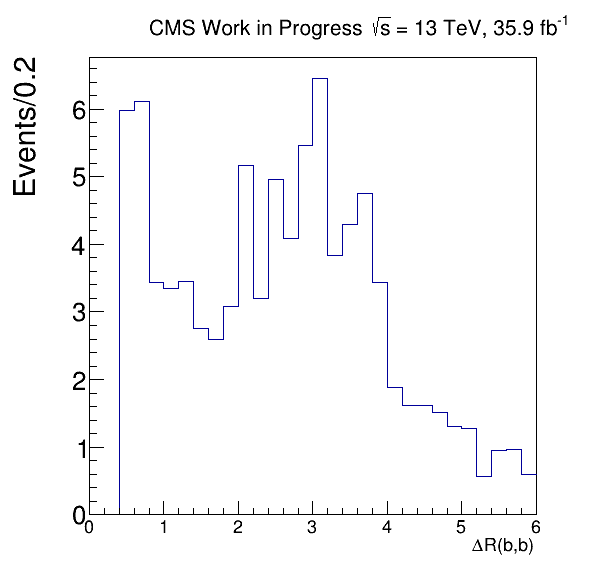 CMS Work in Progress √s = 13 TeV, 35.9 fb⁻¹
Events/0.2
6
5
4
3
2
1
0
0 1 2 3 4 5 6
ΔR(b,b)